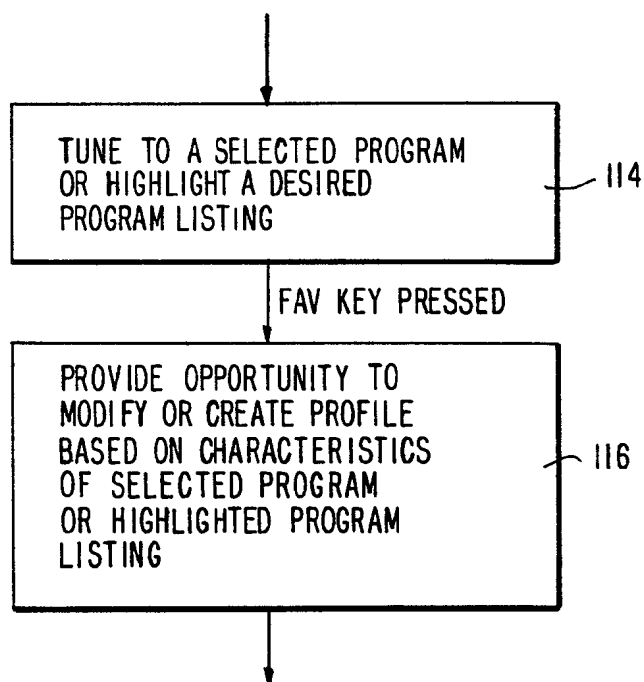 TUNE TO A SELECTED PROGRAM
OR HIGHLIGHT A DESIRED
PROGRAM LISTING
114
FAV KEY PRESSED
PROVIDE OPPORTUNITY TO
MODIFY OR CREATE PROFILE
BASED ON CHARACTERISTICS
OF SELECTED PROGRAM
OR HIGHLIGHTED PROGRAM
LISTING
116